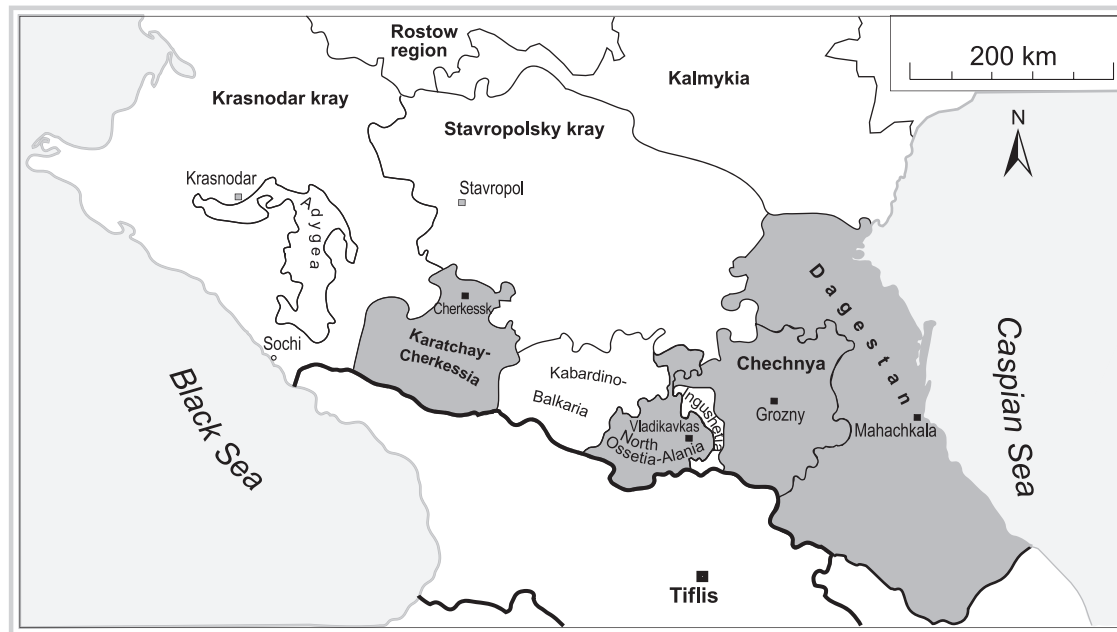 Rostow
region
200 km
Kalmykia
Krasnodar kray
Stavropolsky kray
N
Krasnodar
Stavropol
Adygea
Dagestan
Cherkessk
Sochi
Karatchay-
Cherkessia
Kabardino-
Balkaria
Chechnya
Ingushetia
Grozny
Mahachkala
Vladikavkas
North
Ossetia-Alania
Black Sea
Caspian Sea
Tiflis